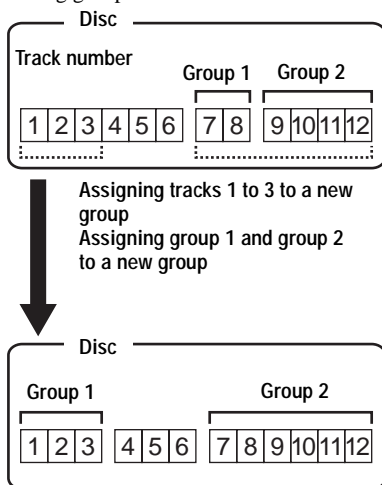 Disc
Track number
Group 1 Group 2
1 2 3 4 5 6 7 8 9 10 11 12
Assigning tracks 1 to 3 to a new
group
Assigning group 1 and group 2
to a new group
Disc
Group 1 Group 2
1 2 3 4 5 6 7 8 9 10 11 12